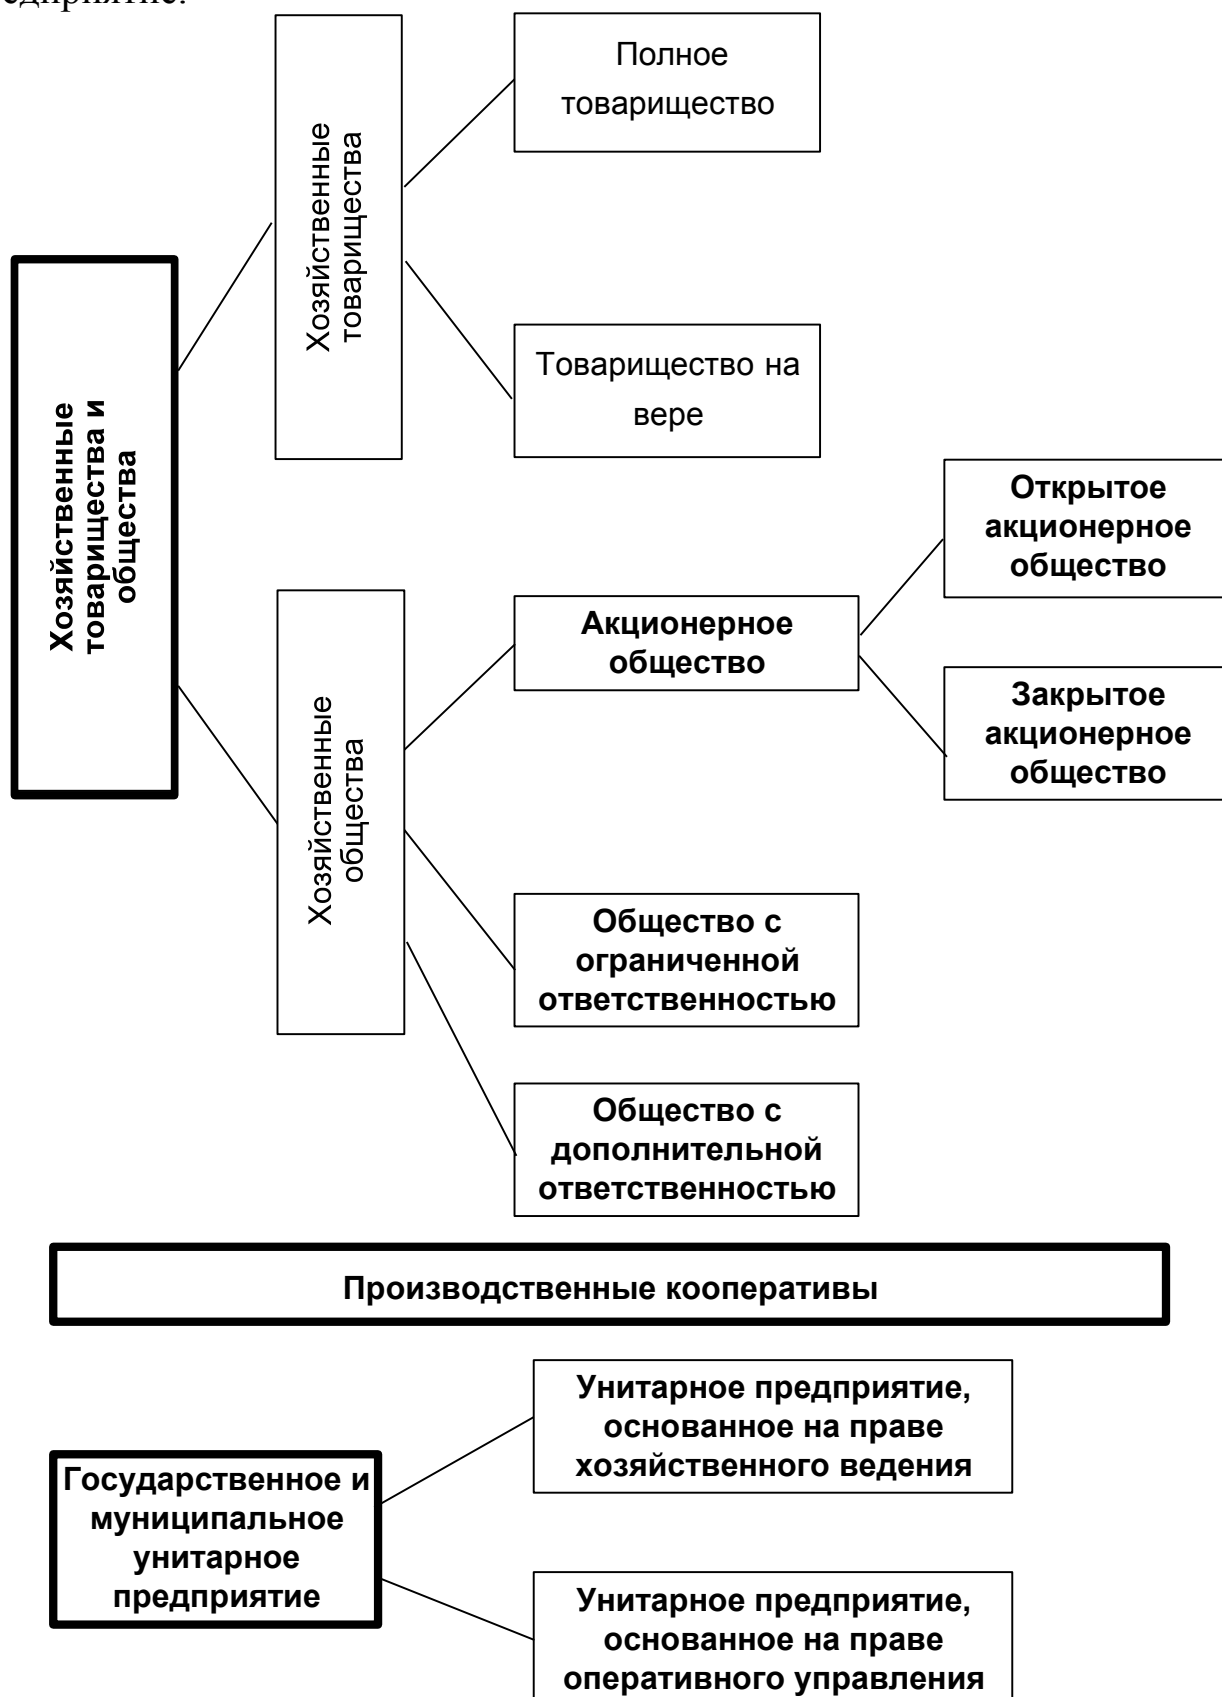 Полное
товарищество
Хозяйственные
товарищества
Товарищество на
вере
Хозяйственные
товарищества и
общества
Открытое
акционерное
общество
Акционерное
общество
Закрытое
акционерное
общество
Хозяйственные
общества
Общество с
ограниченной
ответственностью
Общество с
дополнительной
ответственностью
Производственные кооперативы
Унитарное предприятие,
основанное на праве
хозяйственного ведения
Государственное и
муниципальное
унитарное
предприятие
Унитарное предприятие,
основанное на праве
оперативного управления